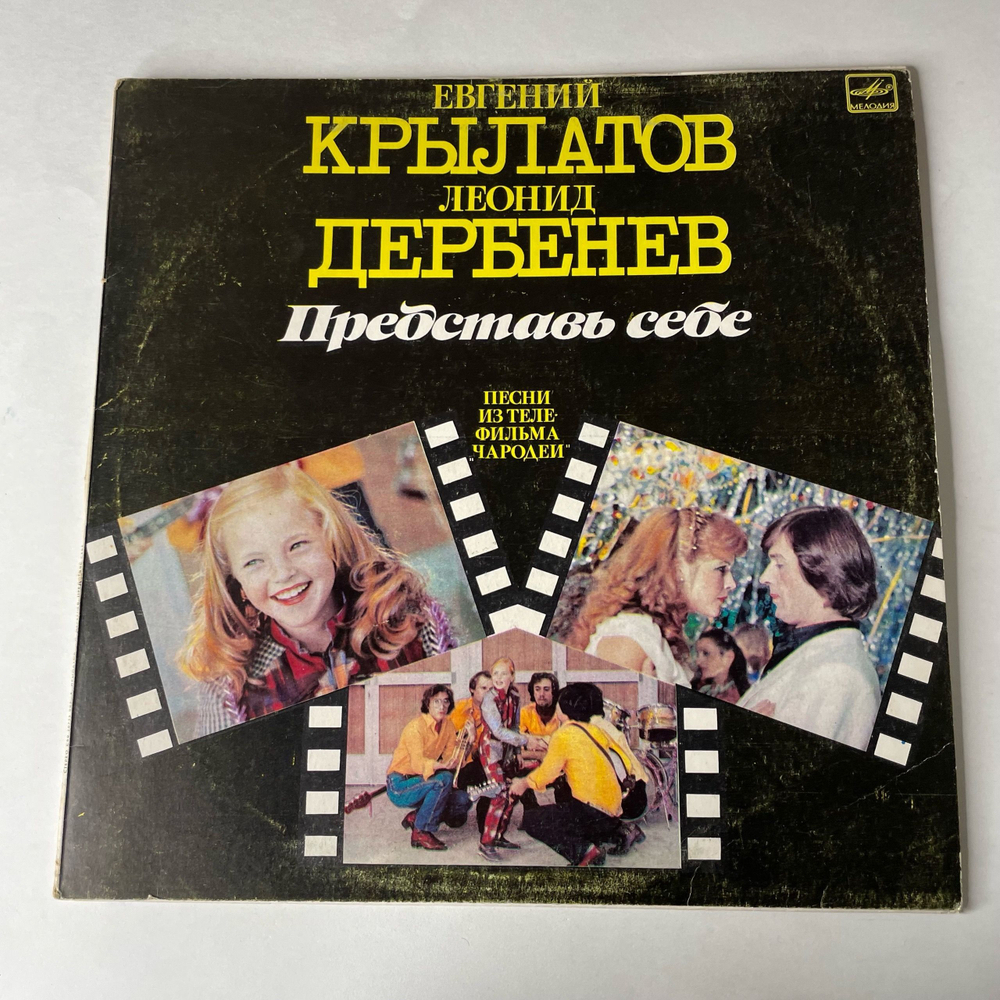 ЕВГЕНИЙ
КРЫЛАТОВ
ЛЕОНИД
ДЕРБЕНЕВ
Представь себе
ПЕСНИ
ИЗ ТЕЛЕ-
ФИЛЬМА
"ЧАРОДЕИ"
МЕЛОДИЯ